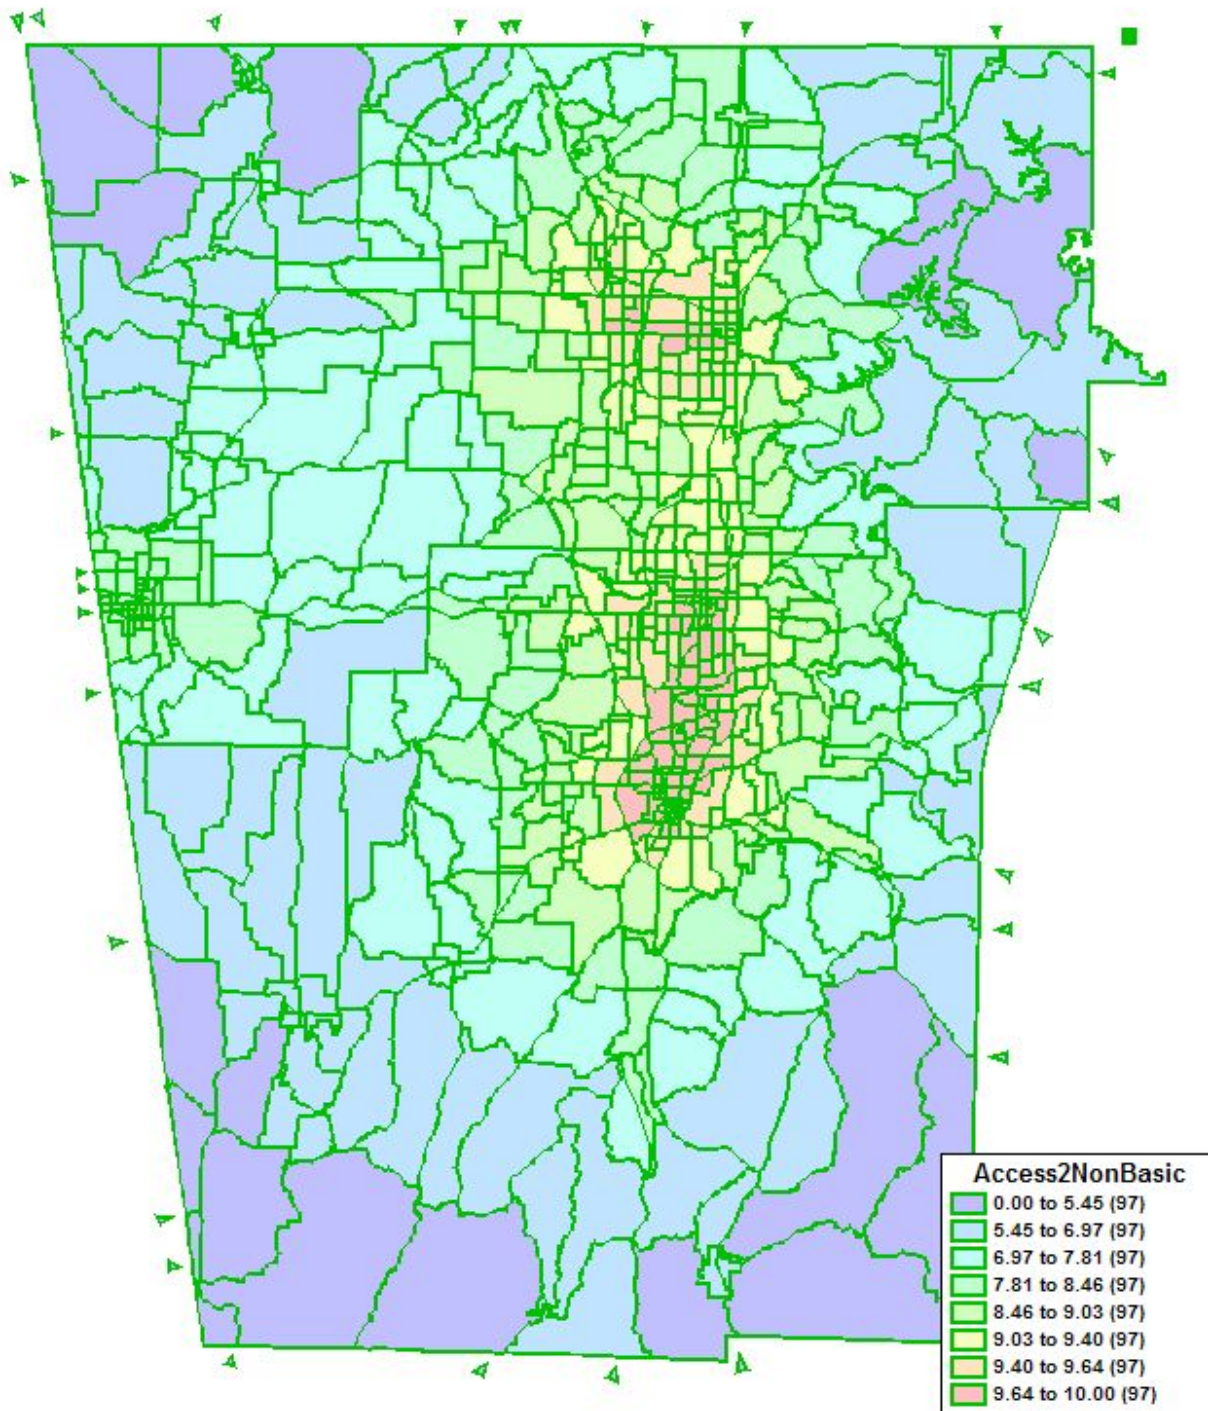 Access2NonBasic
0.00 to 5.45 (97)
5.45 to 6.97 (97)
6.97 to 7.81 (97)
7.81 to 8.46 (97)
8.46 to 9.03 (97)
9.03 to 9.40 (97)
9.40 to 9.64 (97)
9.64 to 10.00 (97)